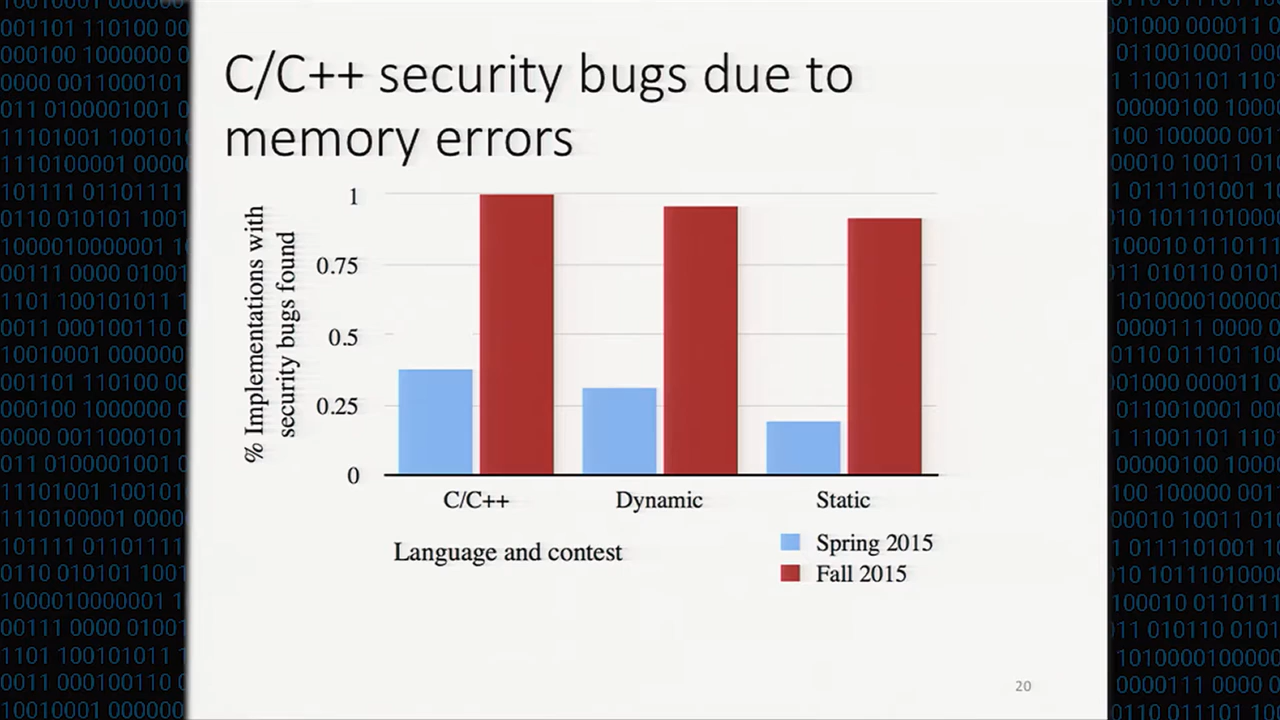 C/C++ security bugs due to
memory errors
% Implementations with
security bugs found
1
0.75
0.5
0.25
0
C/C++ Dynamic Static
Language and contest
Spring 2015
Fall 2015
20